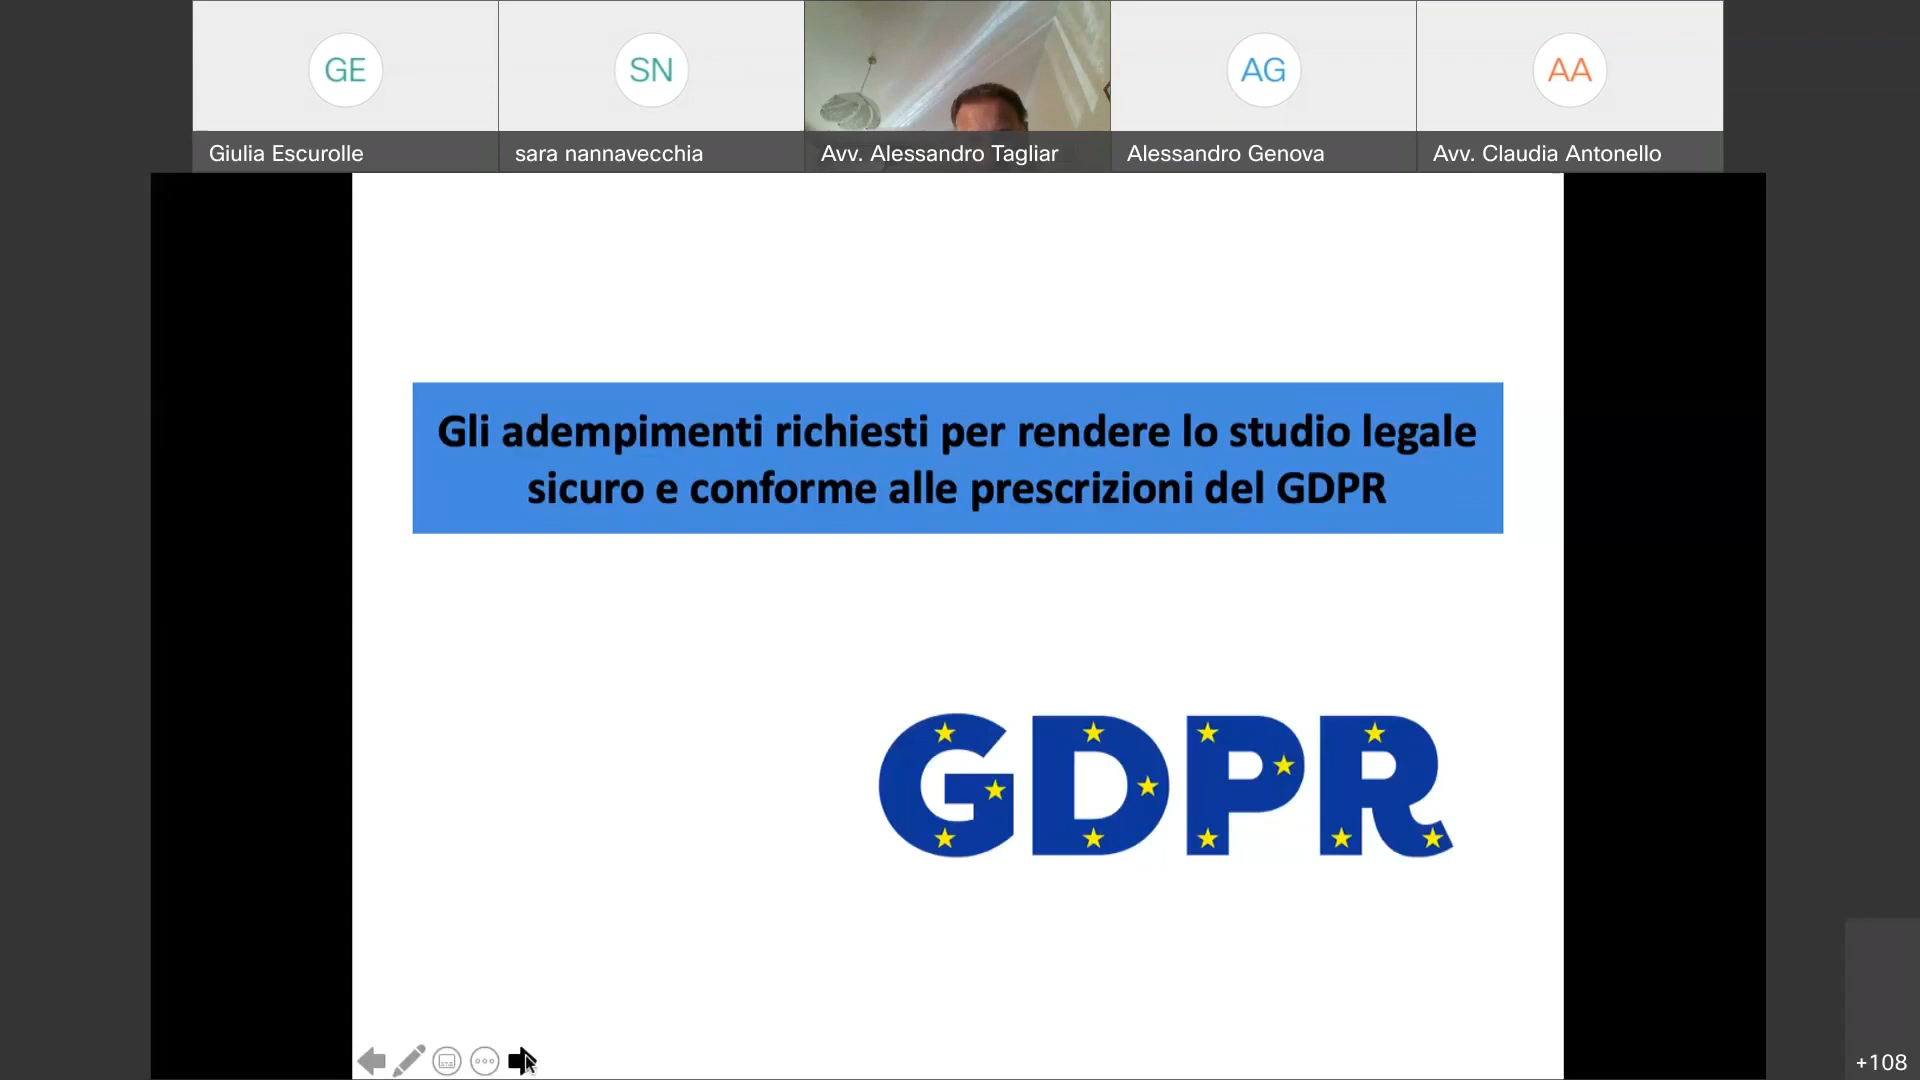 GE
SN
AG
AA
Giulia Escurolle
sara nannavecchia
Avv. Alessandro Tagliar
Alessandro Genova
Avv. Claudia Antonello
Gli adempimenti richiesti per rendere lo studio legale
sicuro e conforme alle prescrizioni del GDPR
GDPR
+108